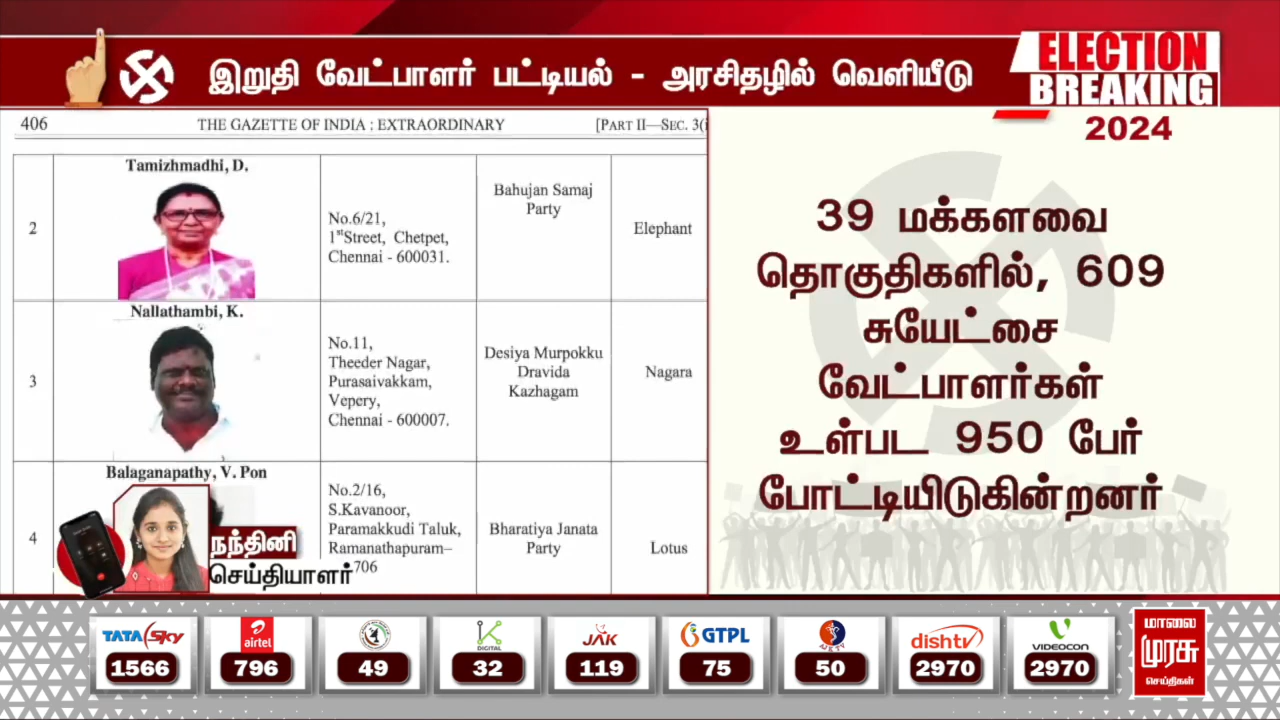 இறுதி வேட்பாளர் பட்டியல் - அரசிதழில் வெளியீடு
ELECTION
BREAKING
2024
406 THE GAZETTE OF INDIA : EXTRAORDINARY [PART II—SEC. 3(i
Tamizhmadhi, D.
2
No.6/21,
1st Street, Chetpet,
Chennai - 600031.
Bahujan Samaj
Party
Elephant
Nallathambi, K.
3
No.11,
Theeder Nagar,
Purasaivakkam,
Vepery,
Chennai - 600007.
Desiya Murpokku
Dravida
Kazhagam
Nagara
Balaganapathy, V. Pon
4
No.2/16,
S.Kavanoor,
Paramakkudi Taluk,
Ramanathapuram–
706
Bharatiya Janata
Party
Lotus
நந்தினி
செய்தியாளர்
39 மக்களவை
தொகுதிகளில், 609
சுயேட்சை
வேட்பாளர்கள்
உள்பட 950 பேர்
போட்டியிடுகின்றனர்
TATA Sky
1566
airtel
796
49
DIGITAL
32
JAK
119
GTPL
75
50
dishtv
2970
VIDEOCON
2970
மாலை
முரசு
செய்திகள்